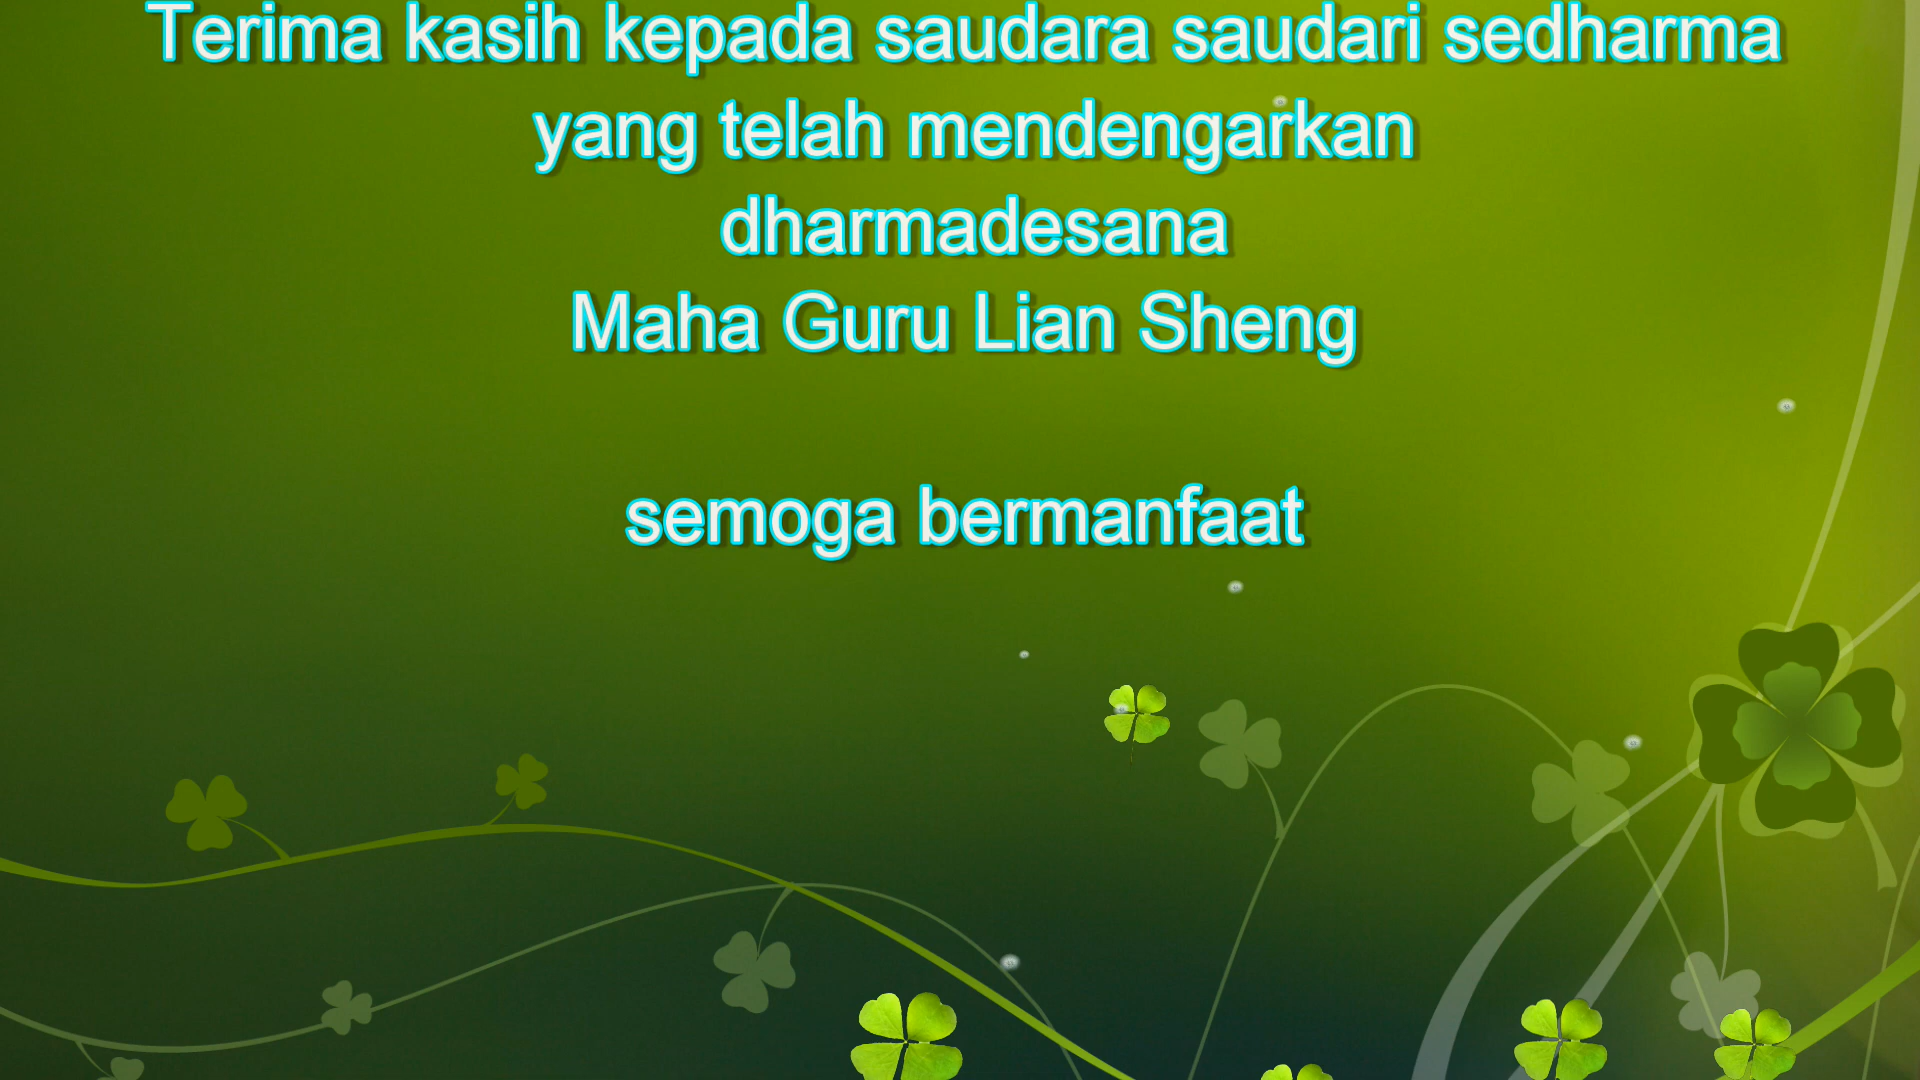 Terima kasih kepada saudara saudari sedharma
yang telah mendengarkan
dharmadesana
Maha Guru Lian Sheng
semoga bermanfaat